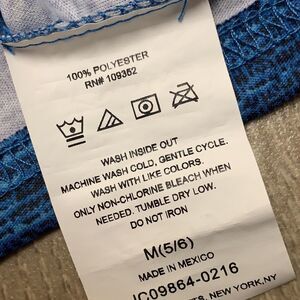 100% POLYESTER
RN# 109352
WASH INSIDE OUT
MACHINE WASH COLD, GENTLE CYCLE.
WASH WITH LIKE COLORS.
ONLY NON-CHLORINE BLEACH WHEN
NEEDED. TUMBLE DRY LOW.
DO NOT IRON
M(5/6)
MADE IN MEXICO
JC09864-0216
NEW YORK, NY